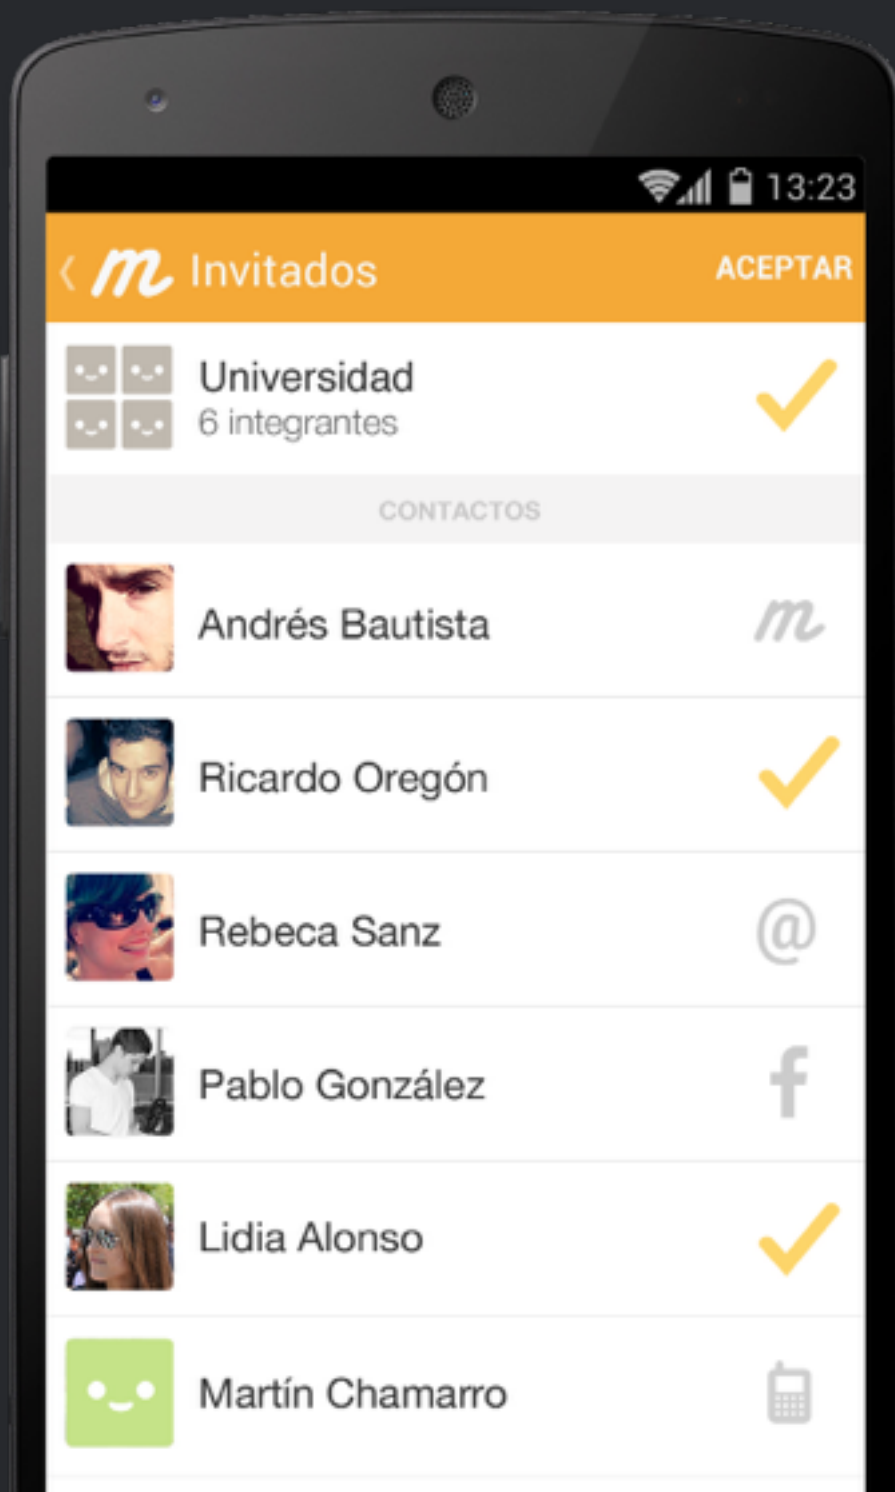 13:23
m Invitados ACEPTAR
Universidad
6 integrantes
CONTACTOS
Andrés Bautista m
Ricardo Oregón
Rebeca Sanz @
Pablo González f
Lidia Alonso
Martín Chamarro